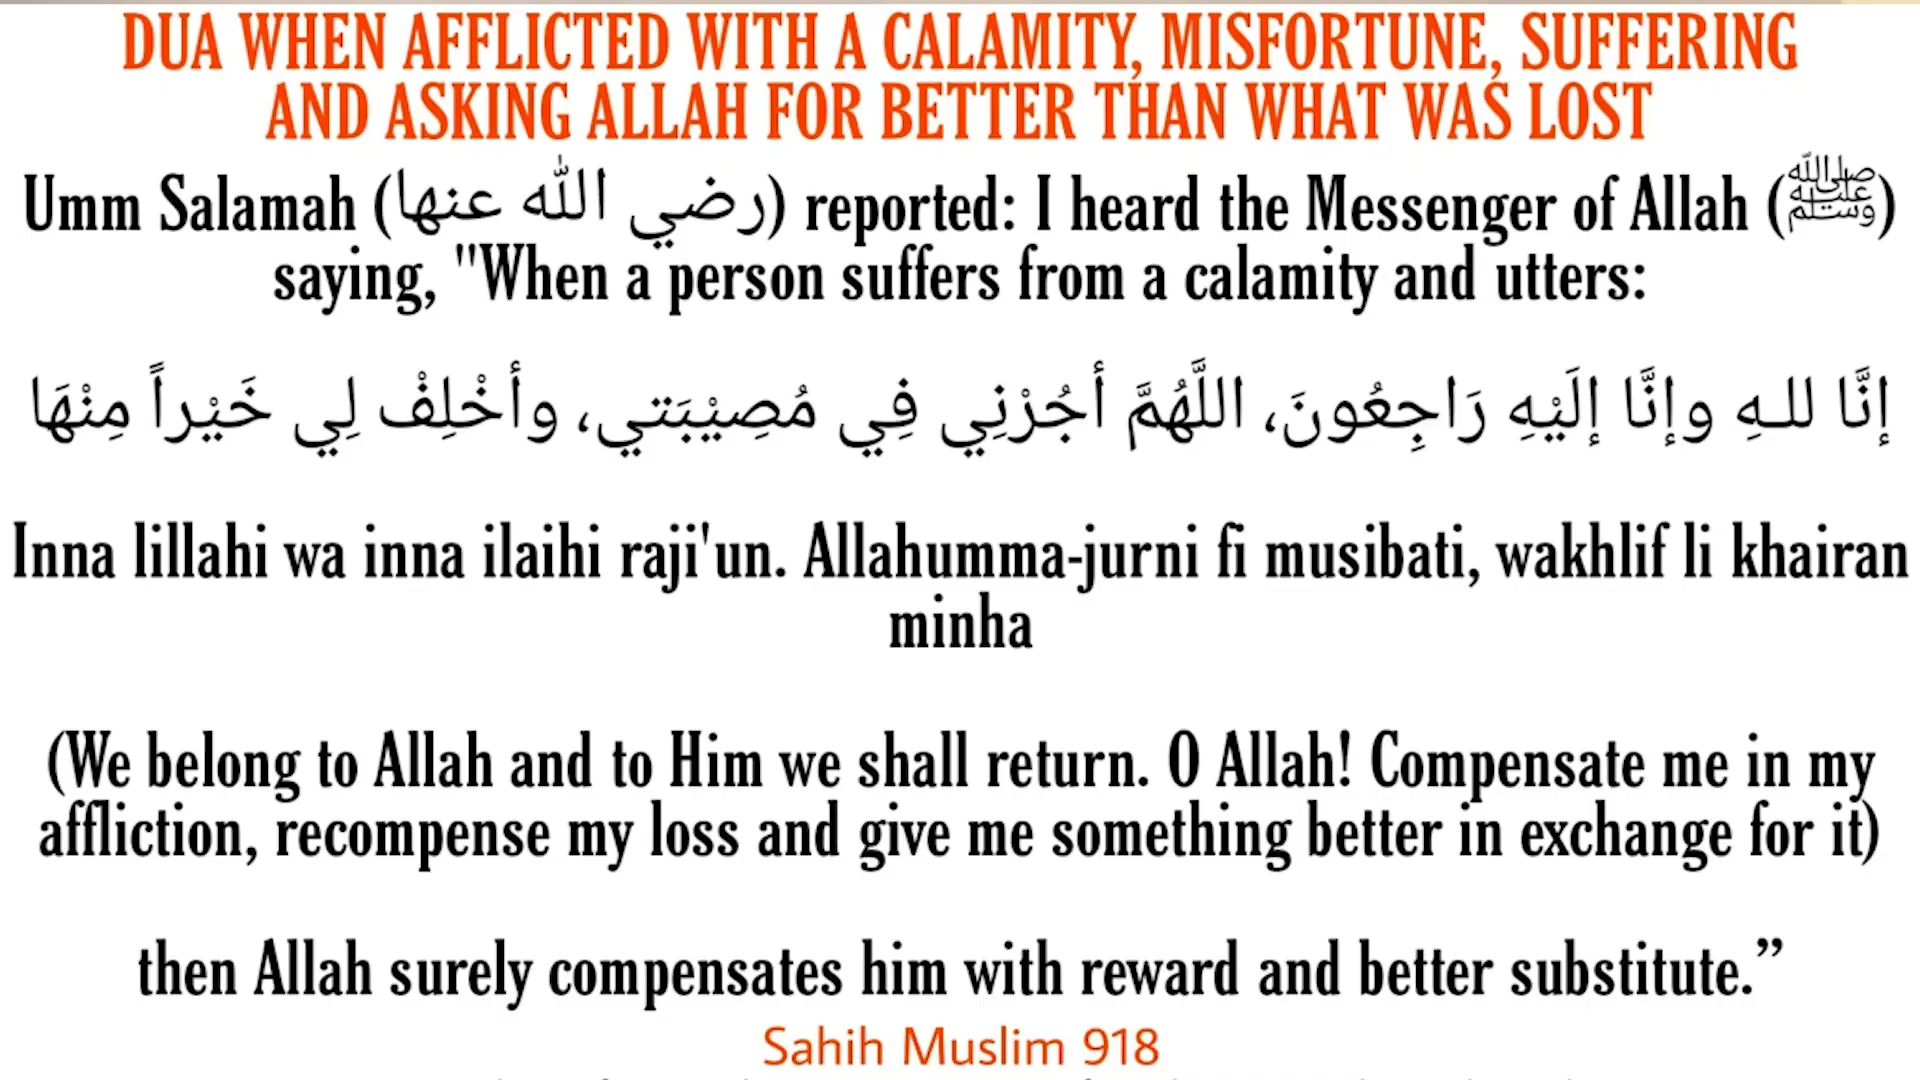 DUA WHEN AFFLICTED WITH A CALAMITY, MISFORTUNE, SUFFERING
AND ASKING ALLAH FOR BETTER THAN WHAT WAS LOST
Umm Salamah (رضي الله عنها) reported: I heard the Messenger of Allah (ﷺ)
saying, "When a person suffers from a calamity and utters:
إنَّا للـهِ وإنَّا إلَيْهِ رَاجِعُونَ، اللَّهُمَّ أجُرْنِي فِي مُصِيْبَتي، وأخْلِفْ لِي خَيْراً مِنْهَا
Inna lillahi wa inna ilaihi raji'un. Allahumma-jurni fi musibati, wakhlif li khairan
minha
(We belong to Allah and to Him we shall return. O Allah! Compensate me in my
affliction, recompense my loss and give me something better in exchange for it)
then Allah surely compensates him with reward and better substitute.”
Sahih Muslim 918